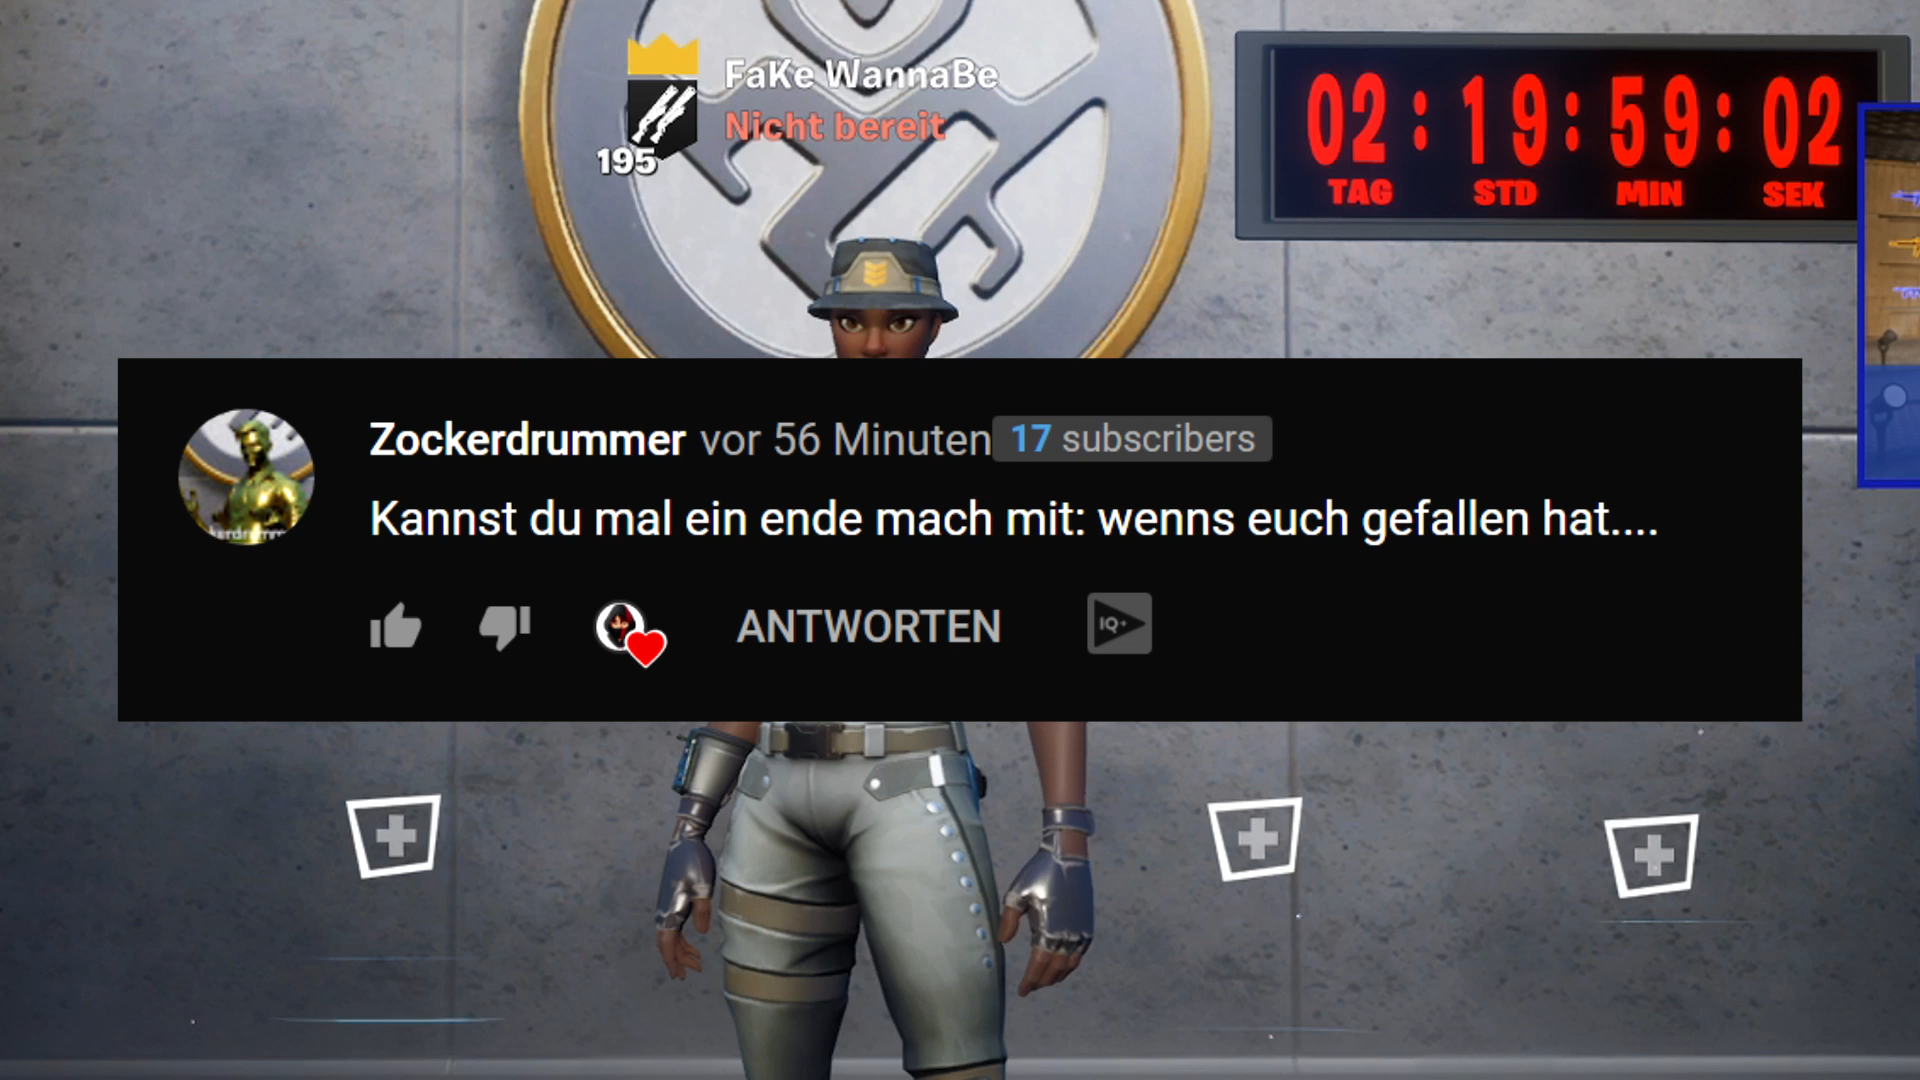 FaKe WannaBe
Nicht bereit
195
02 : 19 : 59 : 02
TAG STD MIN SEK
Zockerdrummer vor 56 Minuten 17 subscribers
Kannst du mal ein ende mach mit: wenns euch gefallen hat....
ANTWORTEN
IQ+